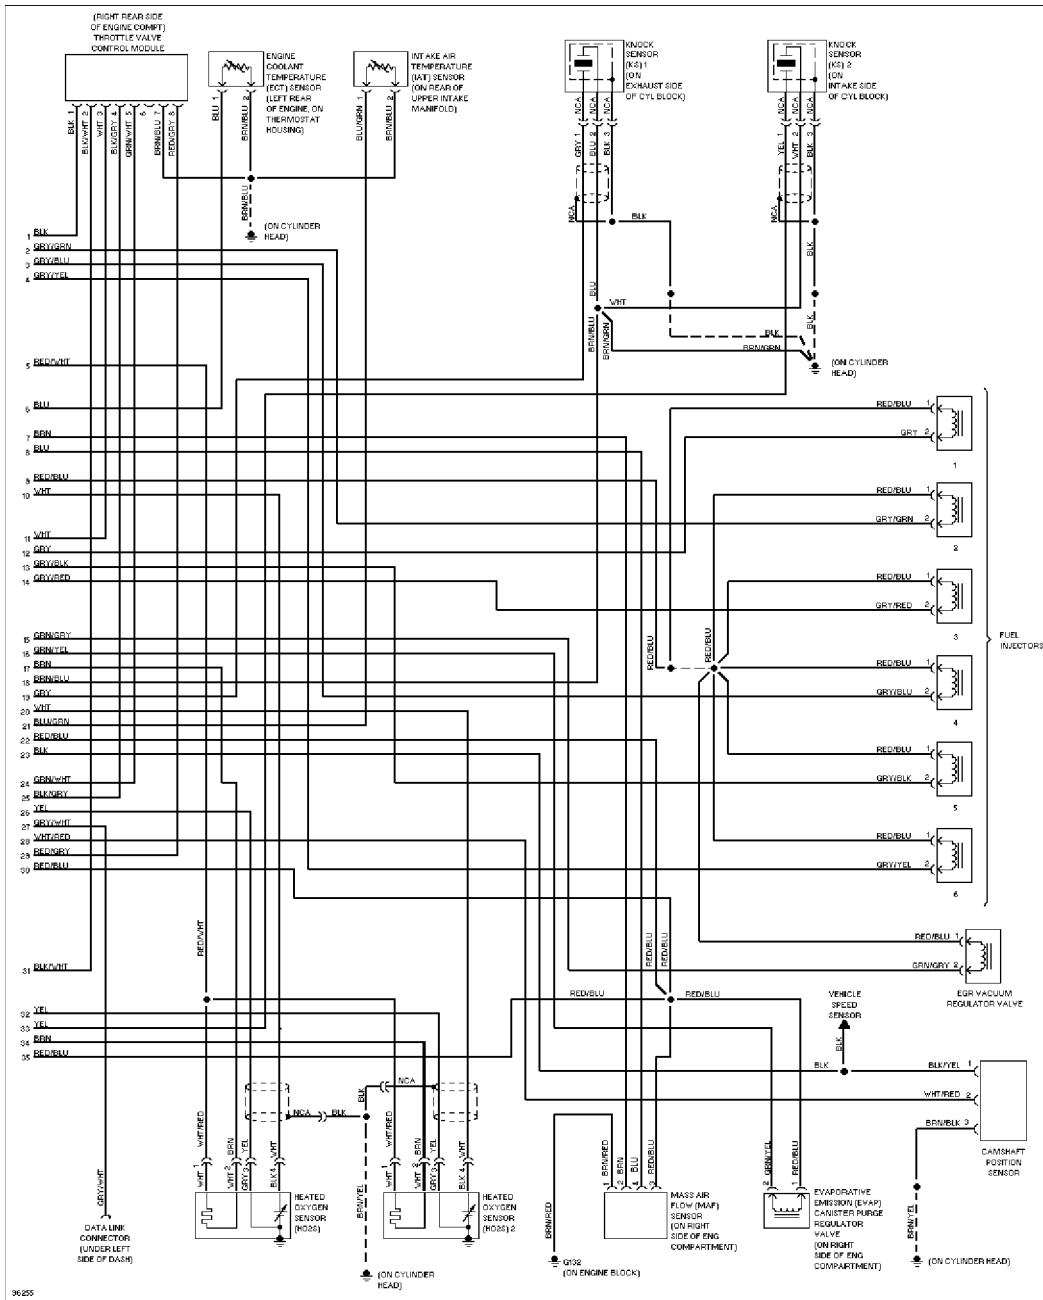 (RIGHT REAR SIDE
OF ENGINE COMPT)
THROTTLE VALVE
CONTROL MODULE
BLK 1
BLK/WHT 2
WHT 3
BLK/GRY 4
GRN/WHT 5
6
BRN/BLU 7
RED/GRY 8
ENGINE
COOLANT
TEMPERATURE
(ECT) SENSOR
(LEFT REAR
OF ENGINE, ON
THERMOSTAT
HOUSING)
BLU 1
BRN/BLU 2
BRN/BLU
(ON CYLINDER
HEAD)
INTAKE AIR
TEMPERATURE
(IAT) SENSOR
(ON REAR OF
UPPER INTAKE
MANIFOLD)
BLU/GRN 1
BRN/BLU 2
KNOCK
SENSOR
(KS) 1
(ON
EXHAUST SIDE
OF CYL BLOCK)
NCA
NCA
NCA
GRY 1
BLU 2
BLK 3
NCA
BLK
KNOCK
SENSOR
(KS) 2
(ON
INTAKE SIDE
OF CYL BLOCK)
NCA
NCA
NCA
YEL 1
WHT 2
BLK 3
NCA
BLK
BLU
WHT
BLK
BRN/BLU
BRN/GRN
BLK
BRN/GRN
(ON CYLINDER
HEAD)
1 BLK
2 GRY/GRN
3 GRY/BLU
4 GRY/YEL
5 RED/WHT
6 BLU
7 BRN
8 BLU
9 RED/BLU
10 WHT
11 WHT
12 GRY
13 GRY/BLK
14 GRY/RED
15 GRN/GRY
16 GRN/YEL
17 BRN
18 BRN/BLU
19 GRY
20 WHT
21 BLU/GRN
22 RED/BLU
23 BLK
24 GRN/WHT
25 BLK/GRY
26 YEL
27 GRY/WHT
28 WHT/RED
29 RED/GRY
30 RED/BLU
31 BLK/WHT
32 YEL
33 YEL
34 BRN
35 RED/BLU
RED/BLU 1
GRY 2
1
RED/BLU 1
GRY/GRN 2
2
RED/BLU 1
GRY/RED 2
3
RED/BLU 1
GRY/BLU 2
4
RED/BLU 1
GRY/BLK 2
5
RED/BLU 1
GRY/YEL 2
6
FUEL
INJECTORS
RED/BLU
RED/BLU
RED/BLU 1
GRN/GRY 2
EGR VACUUM
REGULATOR VALVE
RED/WHT
RED/BLU
RED/BLU
RED/BLU
RED/BLU
VEHICLE
SPEED
SENSOR
BLK
BLK
BLK/YEL 1
WHT/RED 2
BRN/BLK 3
CAMSHAFT
POSITION
SENSOR
BRN/YEL
(ON CYLINDER HEAD)
GRY/WHT
DATA LINK
CONNECTOR
(UNDER LEFT
SIDE OF DASH)
WHT/RED
BRN
YEL
WHT
WHT 1
WHT 2
GRY 3
BLK 4
HEATED
OXYGEN
SENSOR
(HO2S)
NCA
BLK
BLK
NCA
BRN/YEL
(ON CYLINDER
HEAD)
WHT/RED
BRN
YEL
WHT
WHT 1
WHT 2
GRY 3
BLK 4
HEATED
OXYGEN
SENSOR
(HO2S) 2
BRN/RED
G132
(ON ENGINE BLOCK)
BRN/RED 1
BRN 2
BLU 4
RED/BLU 3
MASS AIR
FLOW (MAF)
SENSOR
(ON RIGHT
SIDE OF ENG
COMPARTMENT)
GRN/YEL 2
RED/BLU 1
EVAPORATIVE
EMISSION (EVAP)
CANISTER PURGE
REGULATOR
VALVE
(ON RIGHT
SIDE OF ENG
COMPARTMENT)
96255